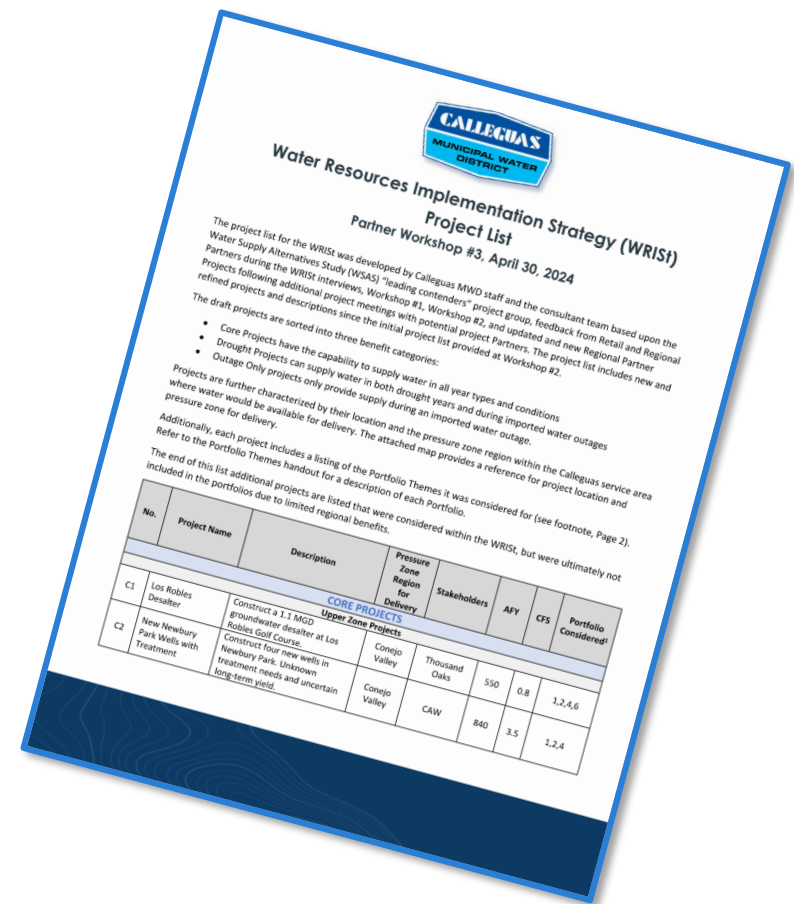 CALLEGUAS
MUNICIPAL WATER
DISTRICT
Water Resources Implementation Strategy (WRISt)
Project List
Partner Workshop #3, April 30, 2024
The project list for the WRISt was developed by Calleguas MWD staff and the consultant team based upon the
Water Supply Alternatives Study (WSAS) "leading contenders" project group, feedback from Retail and Regional
Partners during the WRISt interviews, Workshop #1, Workshop #2, and updated and new Regional Partner
Projects following additional project meetings with potential project Partners. The project list includes new and
refined projects and descriptions since the initial project list provided at Workshop #2.
The draft projects are sorted into three benefit categories:
• Core Projects have the capability to supply water in all year types and conditions
• Drought Projects can supply water in both drought years and during imported water outages
• Outage Only projects only provide supply during an imported water outage.
Projects are further characterized by their location and the pressure zone region within the Calleguas service area
where water would be available for delivery. The attached map provides a reference for project location and
pressure zone for delivery.
Additionally, each project includes a listing of the Portfolio Themes it was considered for (see footnote, Page 2).
Refer to the Portfolio Themes handout for a description of each Portfolio.
The end of this list additional projects are listed that were considered within the WRISt, but were ultimately not
included in the portfolios due to limited regional benefits.
No.
Project Name
Description
Pressure
Zone
Region
for
Delivery
Stakeholders
AFY
CFS
Portfolio
Considered¹
CORE PROJECTS
Upper Zone Projects
C1
Los Robles
Desalter
Construct a 1.1 MGD
groundwater desalter at Los
Robles Golf Course.
Conejo
Valley
Thousand
Oaks
550
0.8
1,2,4,6
C2
New Newbury
Park Wells with
Treatment
Construct four new wells in
Newbury Park. Unknown
treatment needs and uncertain
long-term yield.
Conejo
Valley
CAW
840
3.5
1,2,4